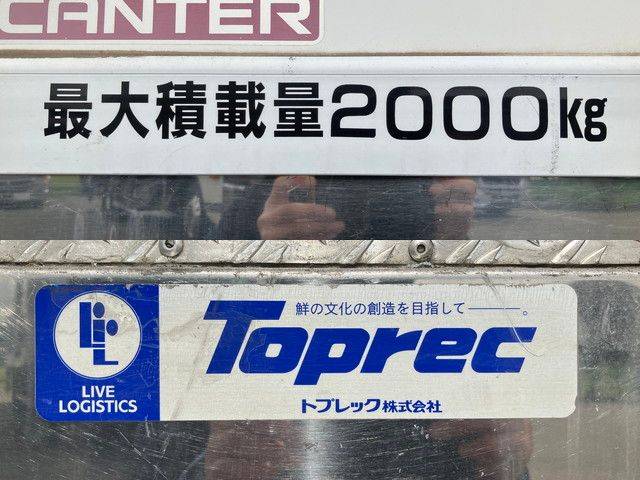 CANTER
最大積載量2000kg
鮮の文化の創造を目指して───。
Toprec
LIVE
LOGISTICS
トプレック株式会社